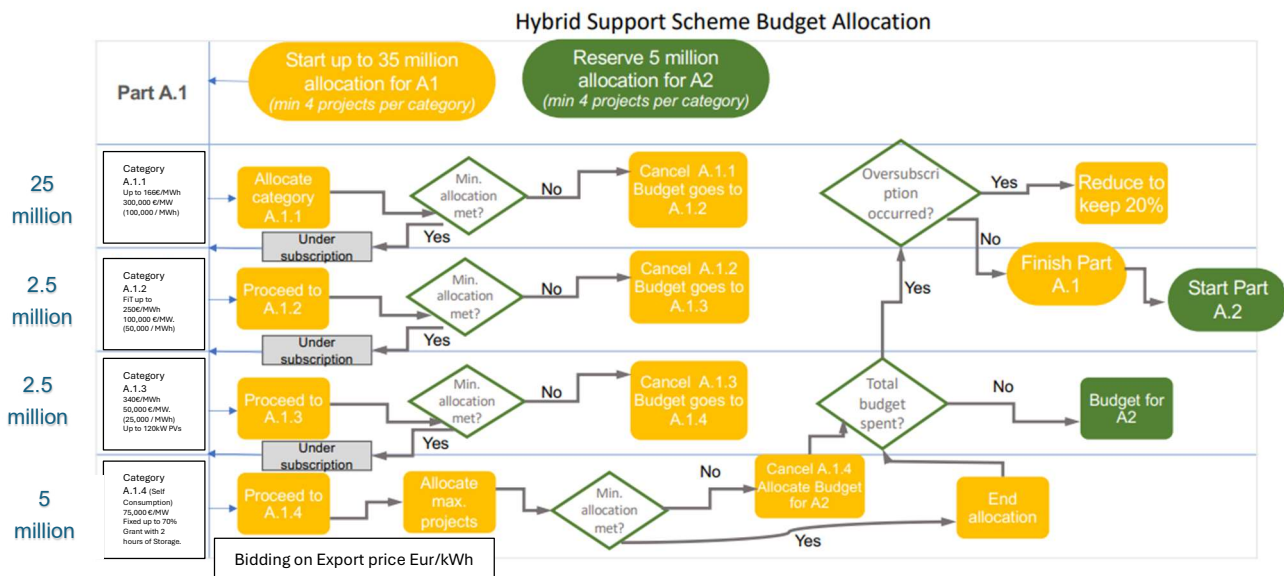 Hybrid Support Scheme Budget Allocation
Part A.1
Start up to 35 million
allocation for A1
(min 4 projects per category)
Reserve 5 million
allocation for A2
(min 4 projects per category)
25
million
Category
A.1.1
Up to 166€/MWh
300,000 €/MW
(100,000 / MWh)
Allocate
category
A.1.1
Min.
allocation
met?
No
Cancel A.1.1
Budget goes to
A.1.2
Yes
Under
subscription
Oversubscri
ption
occurred?
Yes
Reduce to
keep 20%
No
Finish Part
A.1
Start Part
A.2
2.5
million
Category
A.1.2
FiT up to
250€/MWh
100,000 €/MW.
(50,000 / MWh)
Proceed to
A.1.2
Min.
allocation
met?
No
Cancel A.1.2
Budget goes to
A.1.3
Yes
Under
subscription
Yes
2.5
million
Category
A.1.3
340€/MWh
50,000 €/MW.
(25,000 / MWh)
Up to 120kW PVs
Proceed to
A.1.3
Min.
allocation
met?
No
Cancel A.1.3
Budget goes to
A.1.4
Yes
Under
subscription
Total
budget
spent?
No
Budget for
A2
5
million
Category
A.1.4 (Self
Consumption)
75,000 €/MW
Fixed up to 70%
Grant with 2
hours of Storage.
Proceed to
A.1.4
Allocate
max.
projects
Min.
allocation
met?
No
Cancel A.1.4
Allocate Budget
for A2
Yes
End
allocation
Bidding on Export price Eur/kWh